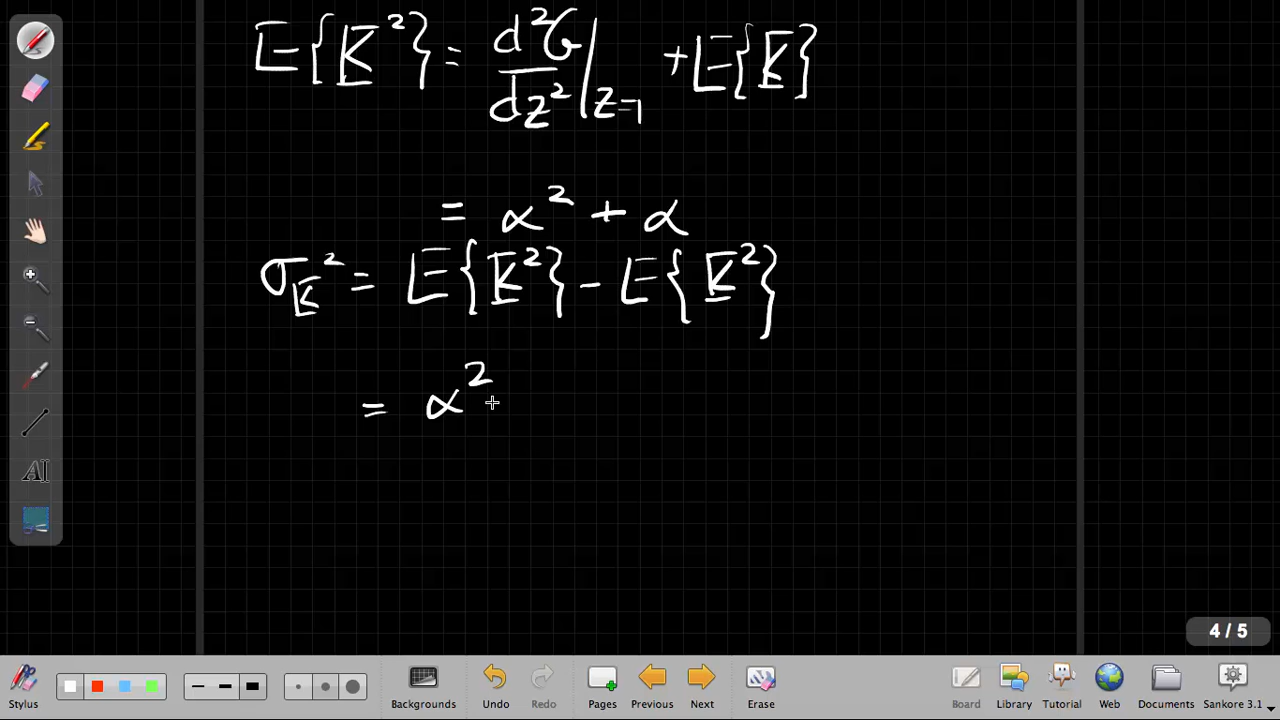 E{K²} = d²G/dz² |z=1 + E{K}
= α² + α
σK² = E{K²} - E{K²}
= α²
4 / 5
Stylus Backgrounds Undo Redo Pages Previous Next Erase Board Library Tutorial Web Documents Sankore 3.1